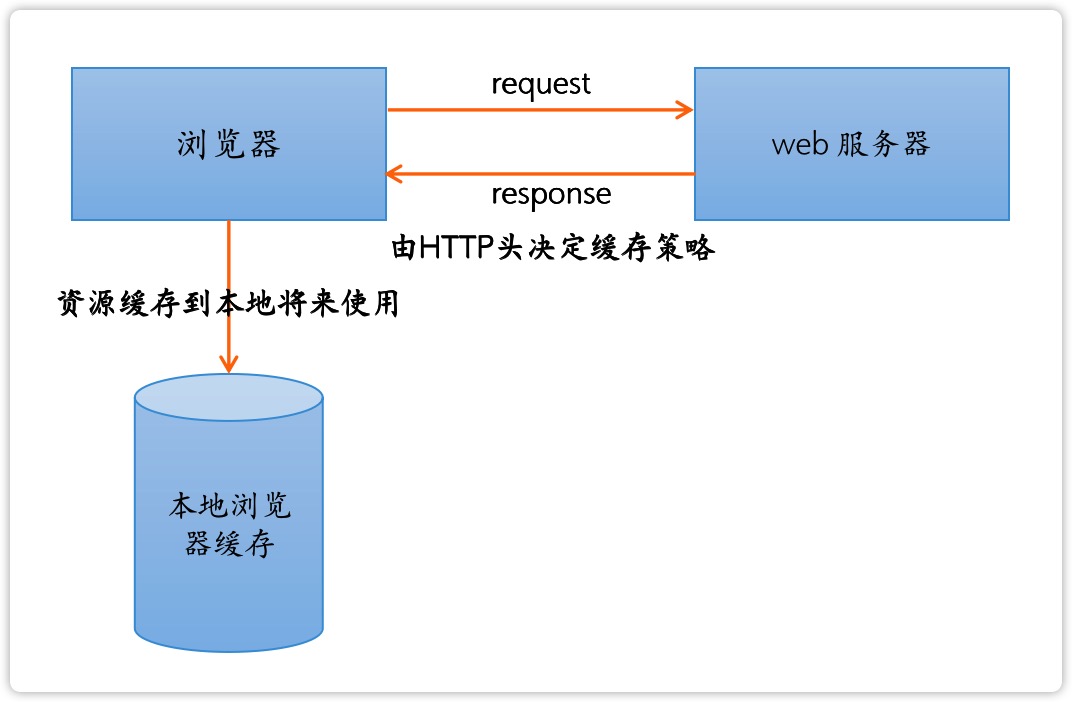 request
浏览器
web 服务器
response
由HTTP头决定缓存策略
资源缓存到本地将来使用
本地浏览
器缓存